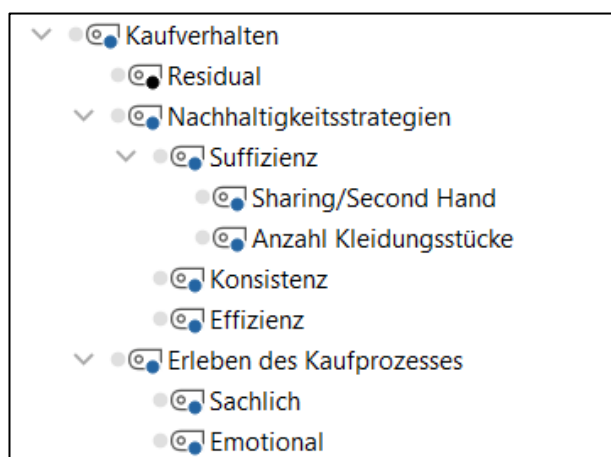 Kaufverhalten
Residual
Nachhaltigkeitsstrategien
Suffizienz
Sharing/Second Hand
Anzahl Kleidungsstücke
Konsistenz
Effizienz
Erleben des Kaufprozesses
Sachlich
Emotional